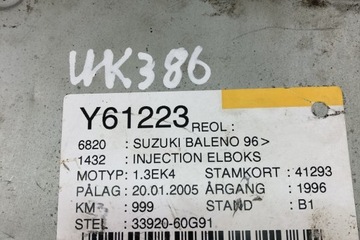 UK386
Y61223 REOL :
6820 : SUZUKI BALENO 96>
1432 : INJECTION ELBOKS
MOTYP: 1.3EK4 STAMKORT : 41293
PÅLAG: 20.01.2005 ÅRGANG : 1996
KM- : 999 STAND : B1
STEL : 33920-60G91